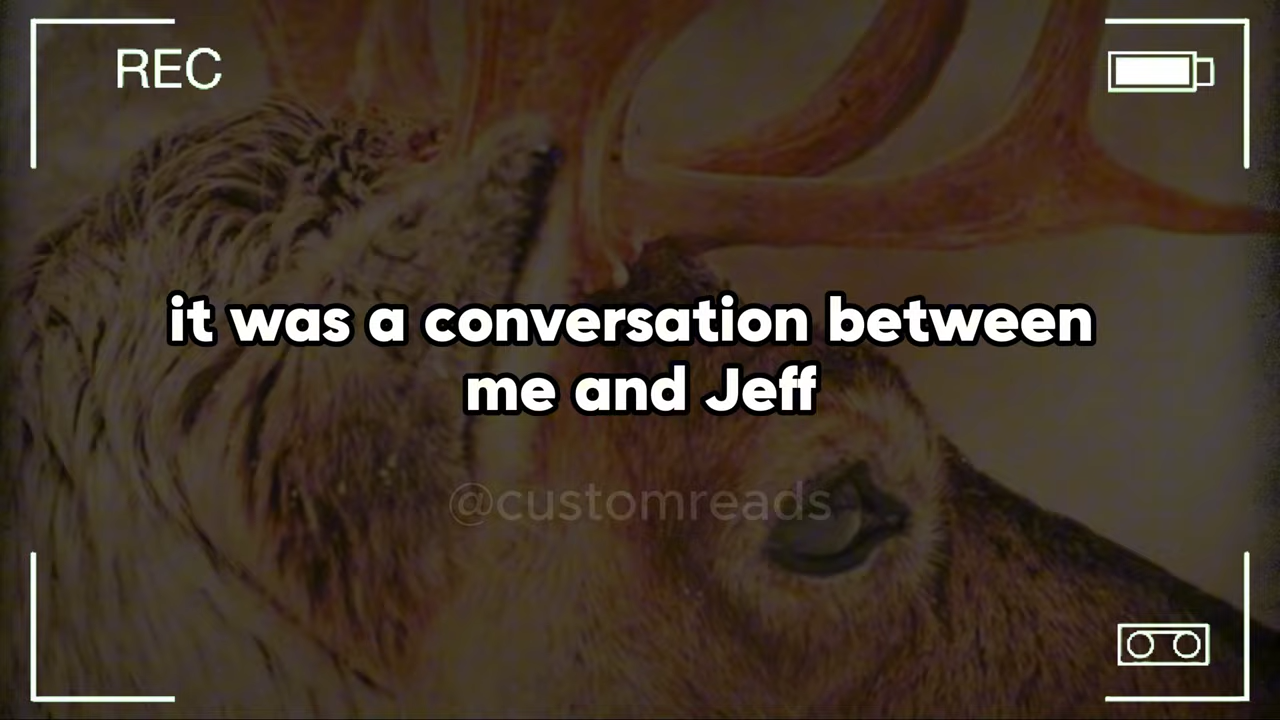 REC
it was a conversation between
me and Jeff
@customreads